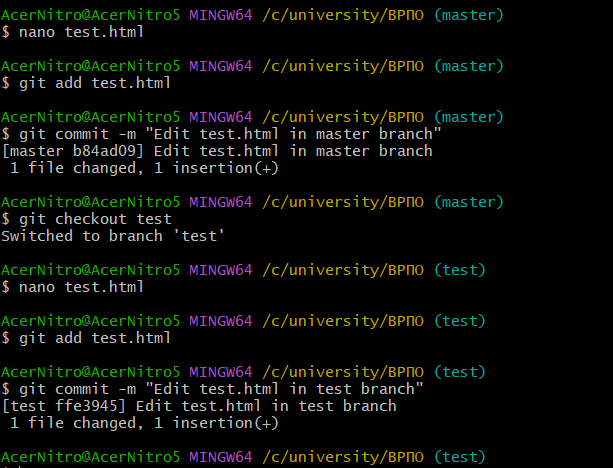 AcerNitro@AcerNitro5 MINGW64 /c/university/ВРПО (master)
$ nano test.html
AcerNitro@AcerNitro5 MINGW64 /c/university/ВРПО (master)
$ git add test.html
AcerNitro@AcerNitro5 MINGW64 /c/university/ВРПО (master)
$ git commit -m "Edit test.html in master branch"
[master b84ad09] Edit test.html in master branch
 1 file changed, 1 insertion(+)
AcerNitro@AcerNitro5 MINGW64 /c/university/ВРПО (master)
$ git checkout test
Switched to branch 'test'
AcerNitro@AcerNitro5 MINGW64 /c/university/ВРПО (test)
$ nano test.html
AcerNitro@AcerNitro5 MINGW64 /c/university/ВРПО (test)
$ git add test.html
AcerNitro@AcerNitro5 MINGW64 /c/university/ВРПО (test)
$ git commit -m "Edit test.html in test branch"
[test ffe3945] Edit test.html in test branch
 1 file changed, 1 insertion(+)
AcerNitro@AcerNitro5 MINGW64 /c/university/ВРПО (test)